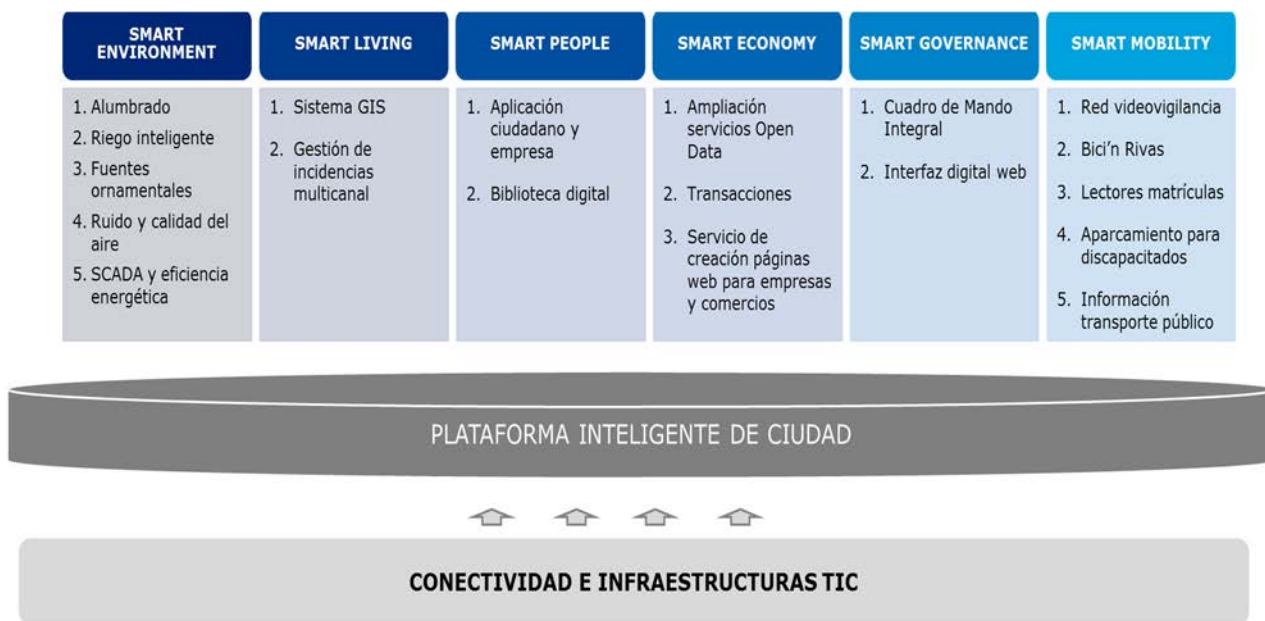 SMART
ENVIRONMENT
1. Alumbrado
2. Riego inteligente
3. Fuentes
ornamentales
4. Ruido y calidad del
aire
5. SCADA y eficiencia
energética
SMART LIVING
1. Sistema GIS
2. Gestión de
incidencias
multicanal
SMART PEOPLE
1. Aplicación
ciudadano y
empresa
2. Biblioteca digital
SMART ECONOMY
1. Ampliación
servicios Open
Data
2. Transacciones
3. Servicio de
creación páginas
web para empresas
y comercios
SMART GOVERNANCE
1. Cuadro de Mando
Integral
2. Interfaz digital web
SMART MOBILITY
1. Red videovigilancia
2. Bici’n Rivas
3. Lectores matrículas
4. Aparcamiento para
discapacitados
5. Información
transporte público
PLATAFORMA INTELIGENTE DE CIUDAD
CONECTIVIDAD E INFRAESTRUCTURAS TIC